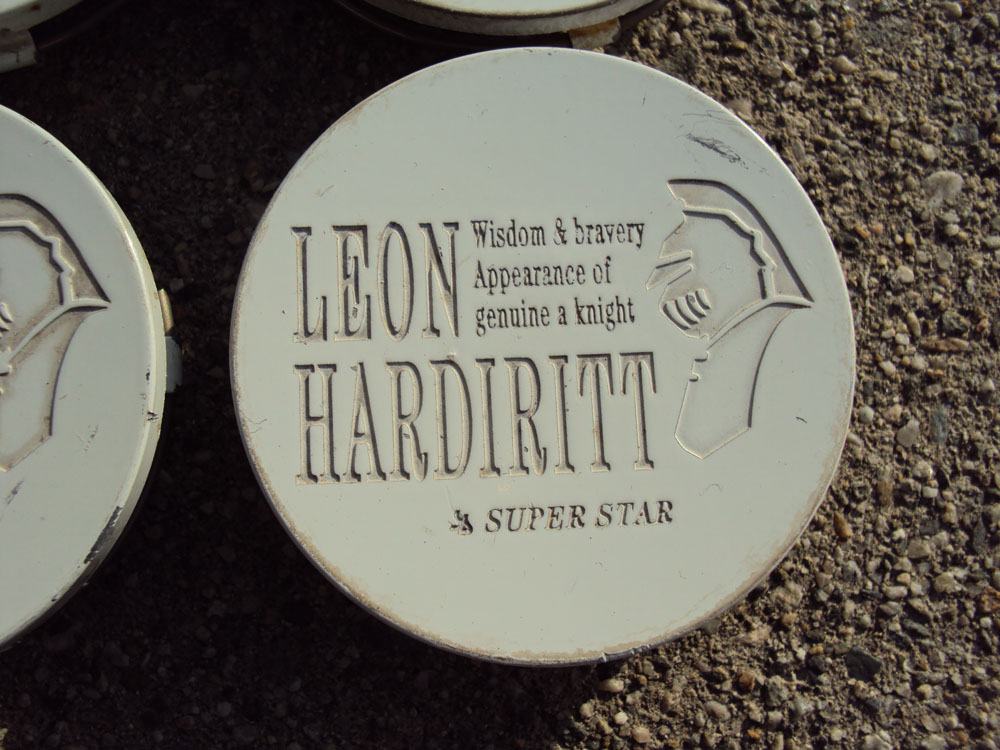 LEON
Wisdom & bravery
Appearance of
genuine a knight
HARDIRITT
SUPER STAR